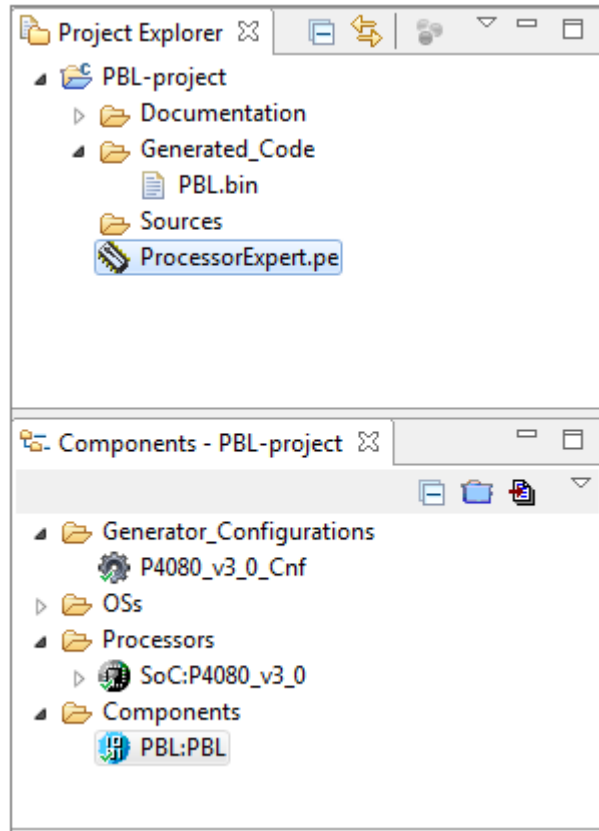 Project Explorer
PBL-project
Documentation
Generated_Code
PBL.bin
Sources
ProcessorExpert.pe
Components - PBL-project
Generator_Configurations
P4080_v3_0_Cnf
OSs
Processors
SoC:P4080_v3_0
Components
PBL:PBL